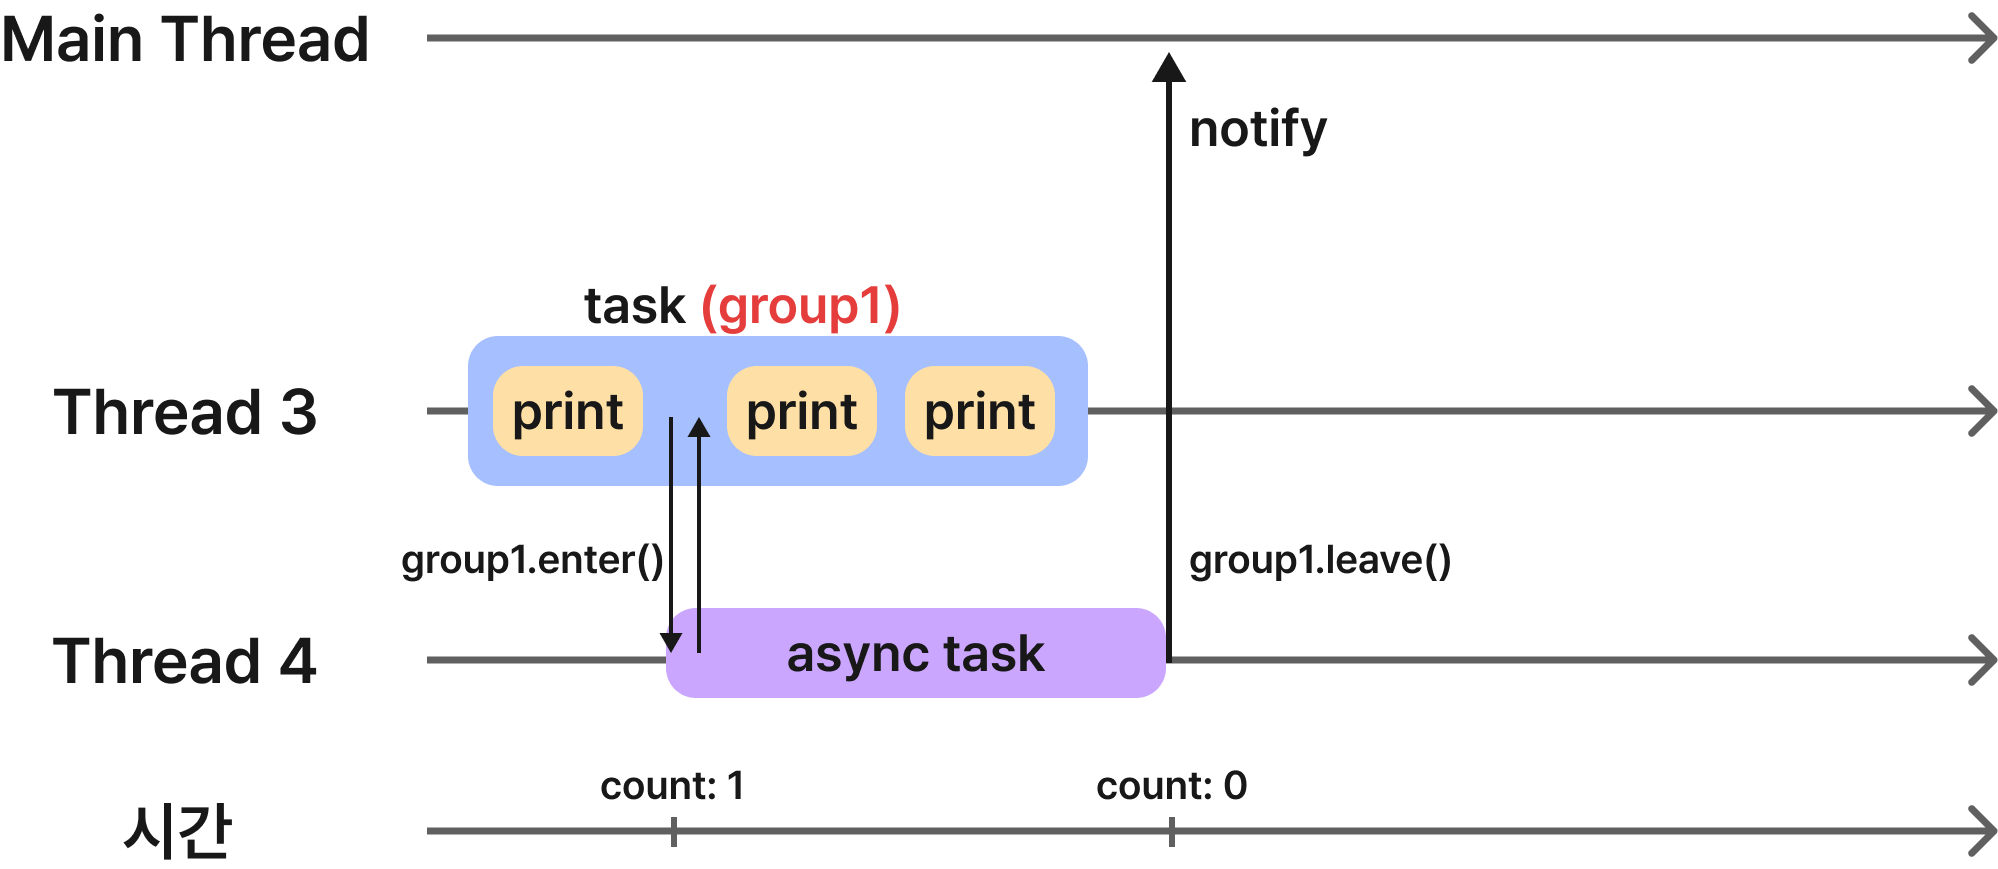 Main Thread
notify
task (group1)
Thread 3
print
print
print
group1.enter()
group1.leave()
Thread 4
async task
count: 1
count: 0
시간